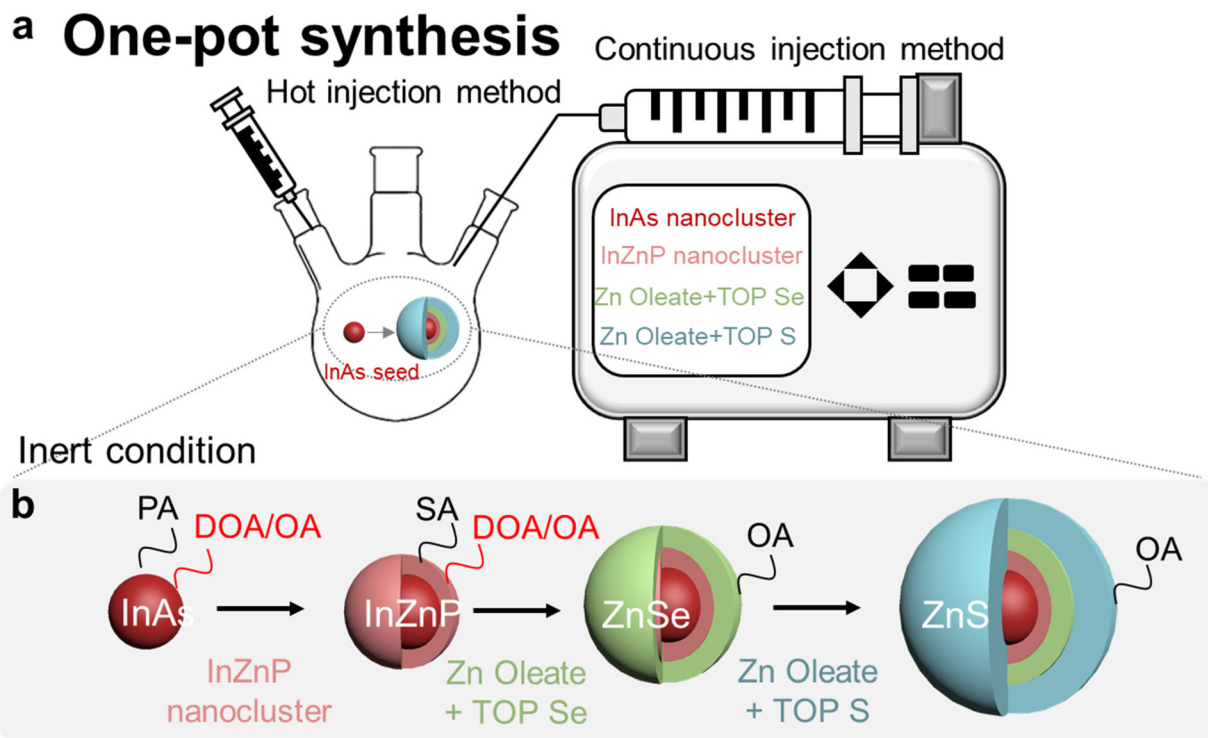 a One-pot synthesis
Hot injection method
Continuous injection method
InAs nanocluster
InZnP nanocluster
Zn Oleate+TOP Se
Zn Oleate+TOP S
InAs seed
Inert condition
b
PA
DOA/OA
InAs
InZnP
nanocluster
SA
DOA/OA
InZnP
Zn Oleate
+ TOP Se
OA
ZnSe
Zn Oleate
+ TOP S
OA
ZnS